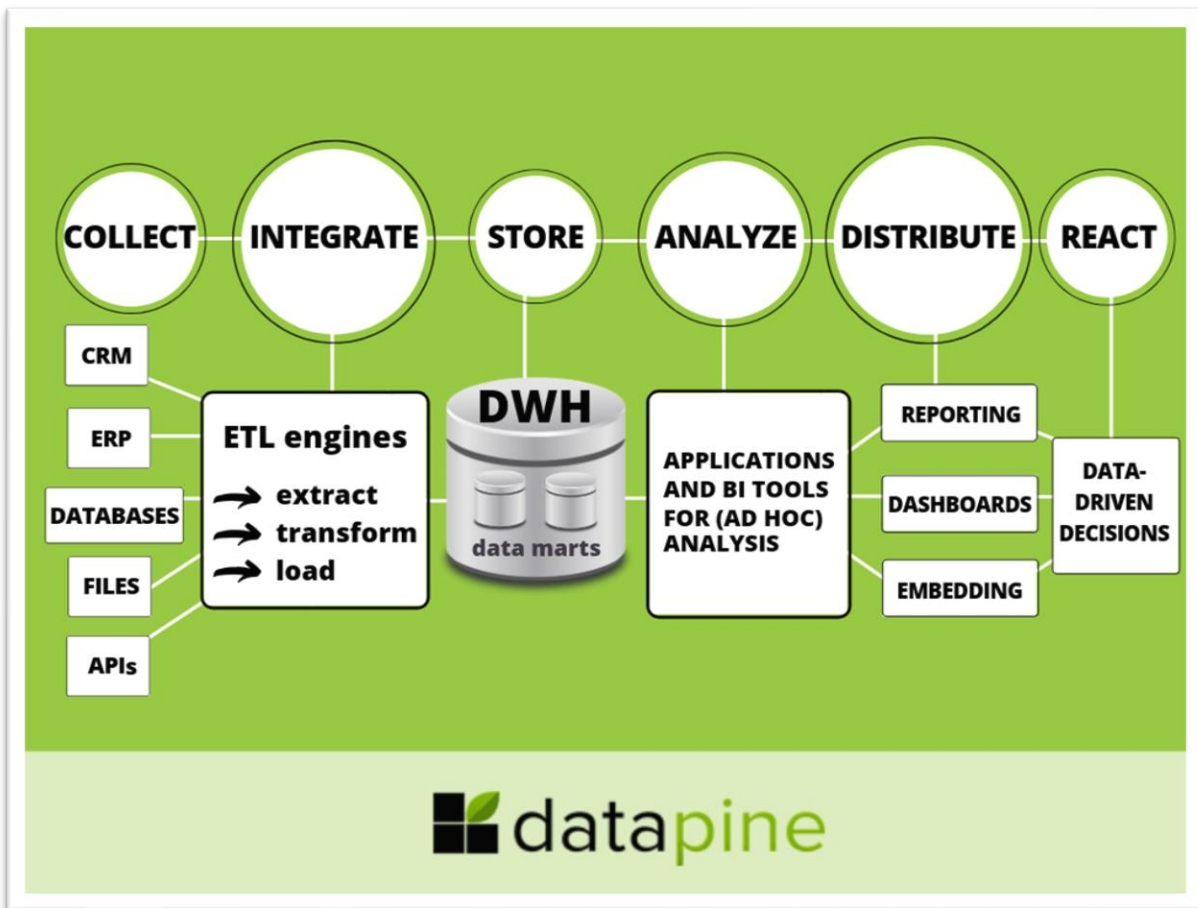 COLLECT
INTEGRATE
STORE
ANALYZE
DISTRIBUTE
REACT
CRM
ERP
DATABASES
FILES
APIs
ETL engines
extract
transform
load
DWH
data marts
APPLICATIONS
AND BI TOOLS
FOR (AD HOC)
ANALYSIS
REPORTING
DASHBOARDS
EMBEDDING
DATA-
DRIVEN
DECISIONS
datapine